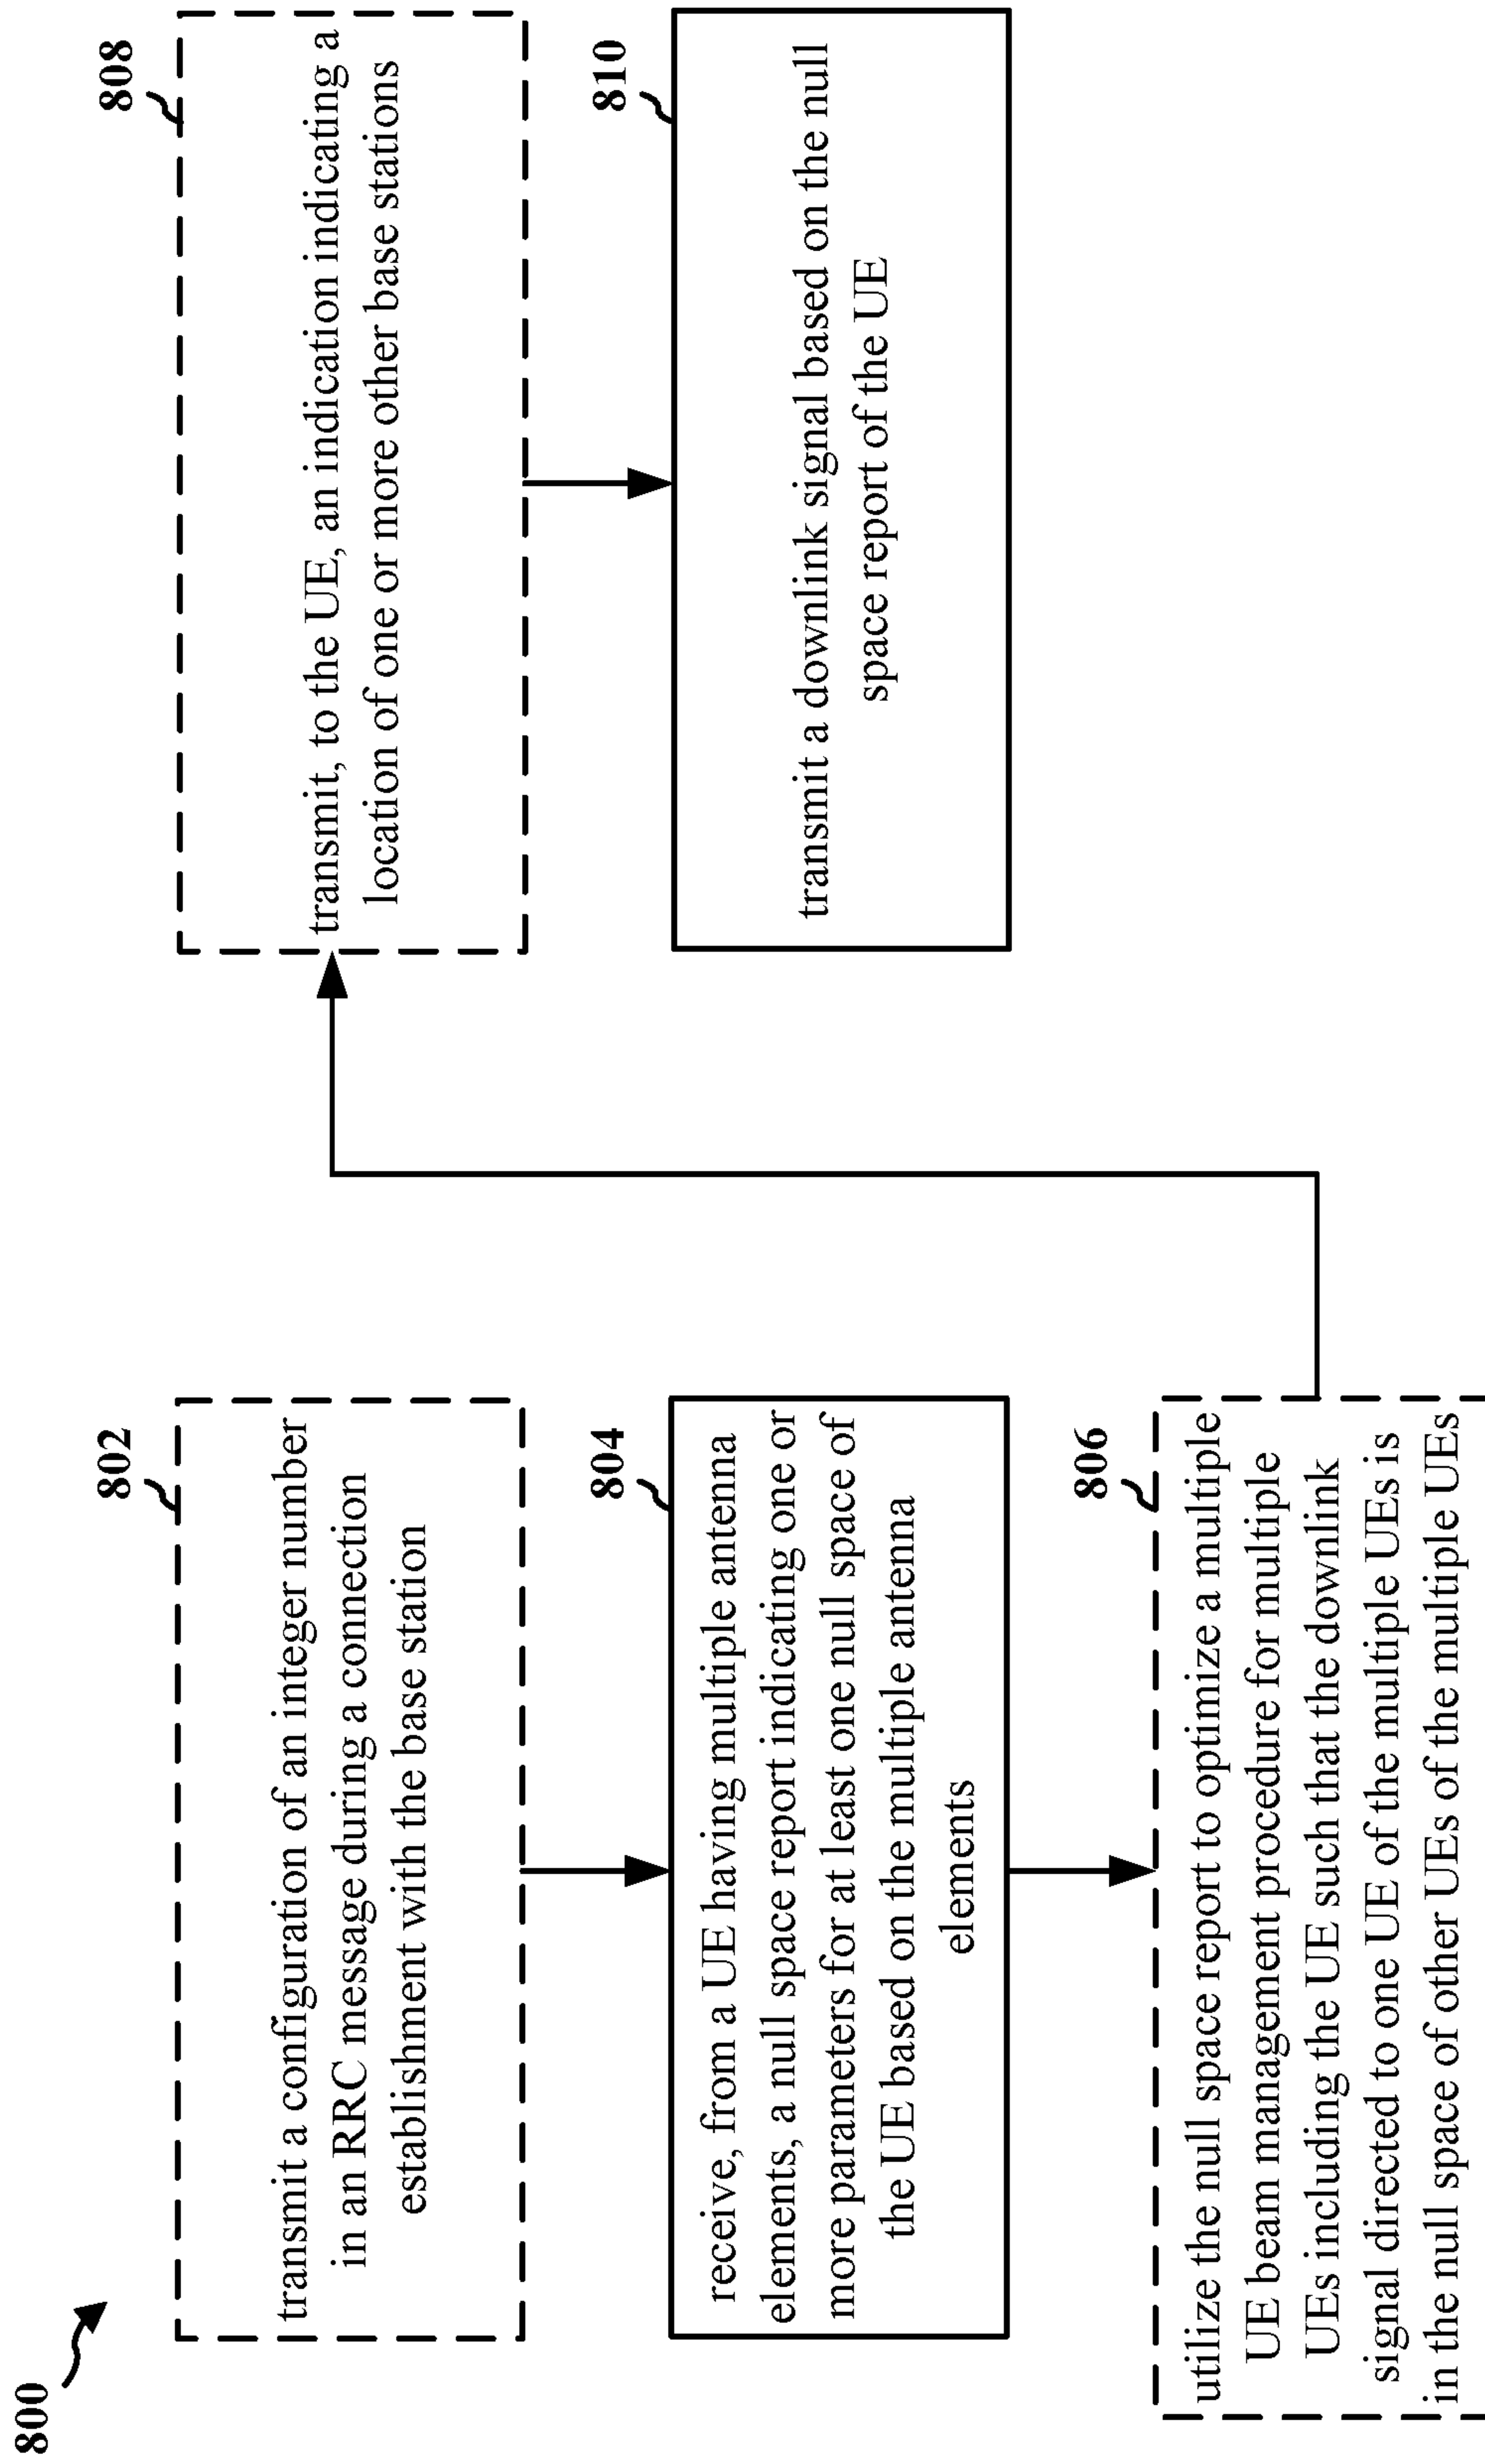 800
802
transmit a configuration of an integer number
in an RRC message during a connection
establishment with the base station
804
receive, from a UE having multiple antenna
elements, a null space report indicating one or
more parameters for at least one null space of
the UE based on the multiple antenna
elements
806
utilize the null space report to optimize a multiple
UE beam management procedure for multiple
UEs including the UE such that the downlink
signal directed to one UE of the multiple UEs is
in the null space of other UEs of the multiple UEs
808
transmit, to the UE, an indication indicating a
location of one or more other base stations
810
transmit a downlink signal based on the null
space report of the UE